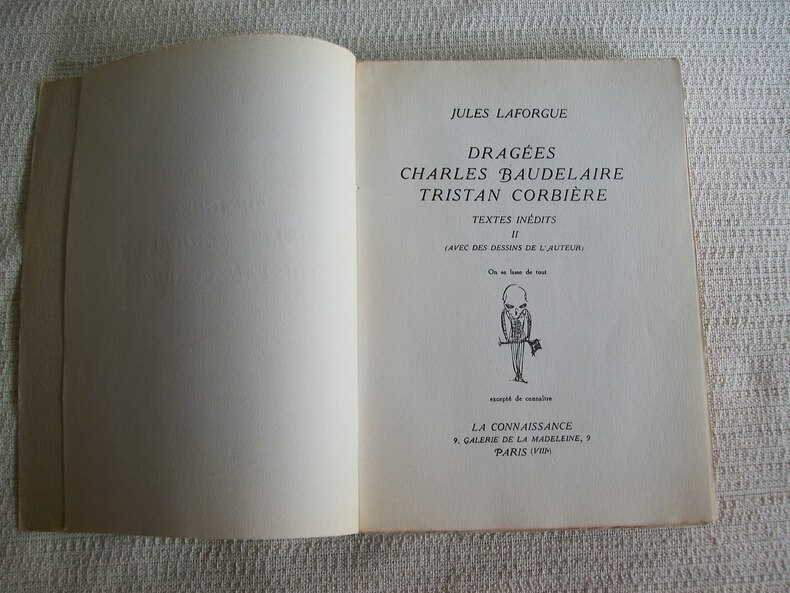 JULES LAFORGUE
DRAGÉES
CHARLES BAUDELAIRE
TRISTAN CORBIÈRE
TEXTES INÉDITS
II
(AVEC DES DESSINS DE L'AUTEUR)
On se lasse de tout
excepté de connaître
LA CONNAISSANCE
9, GALERIE DE LA MADELEINE, 9
PARIS (VIIIe)